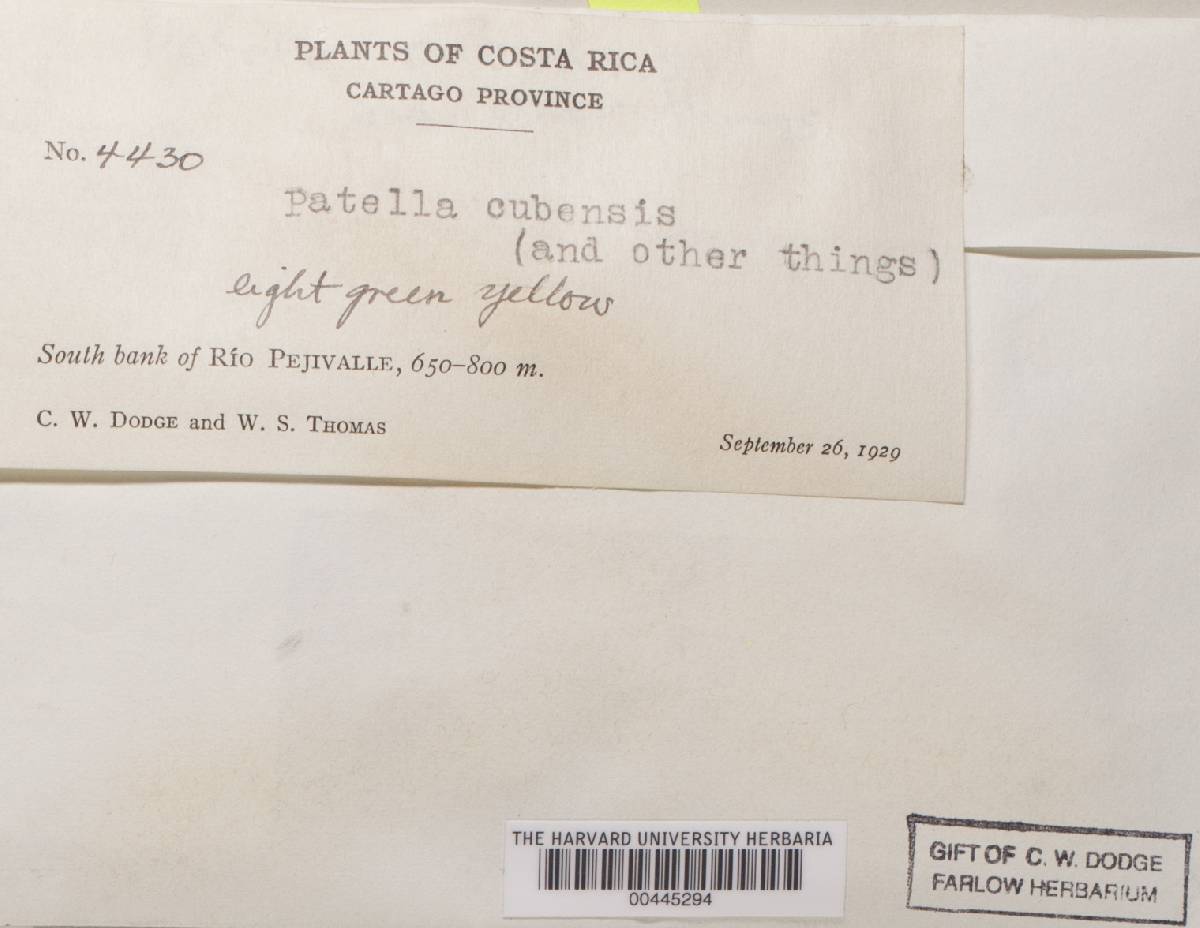 PLANTS OF COSTA RICA
CARTAGO PROVINCE
No. 4430
Patella cubensis
(and other things)
light green yellow
South bank of Río Pejivalle, 650–800 m.
C. W. Dodge and W. S. Thomas
September 26, 1929
THE HARVARD UNIVERSITY HERBARIA
00445294
GIFT OF C. W. DODGE
FARLOW HERBARIUM